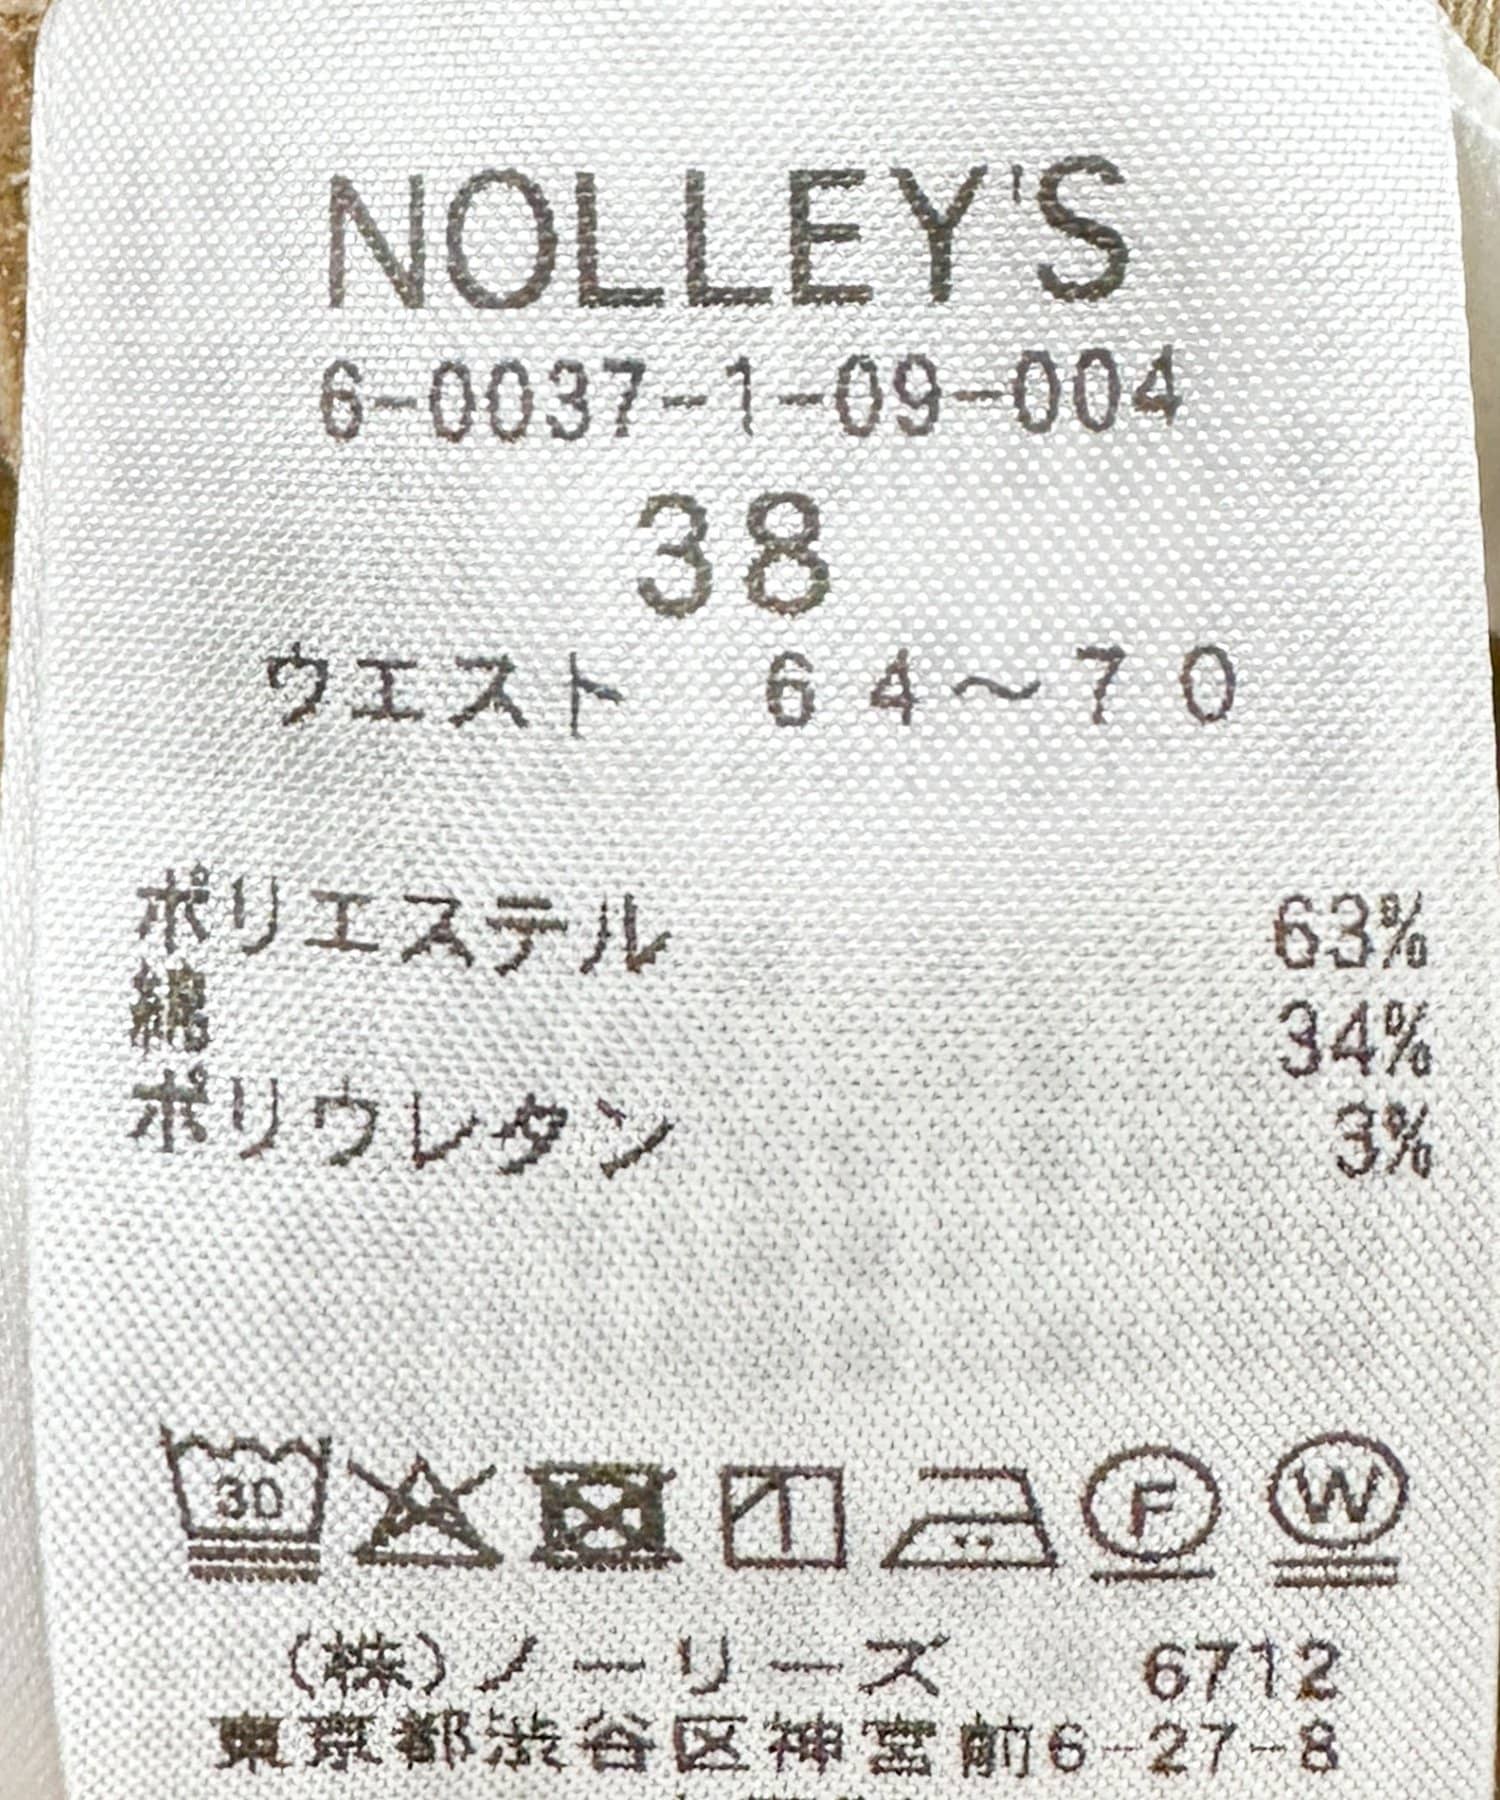 NOLLEY'S
6-0037-1-09-004
38
ウエスト 64〜70
ポリエステル 63%
綿 34%
ポリウレタン 3%
30 F W
(株)ノーリーズ 6712
東京都渋谷区神宮前6-27-8